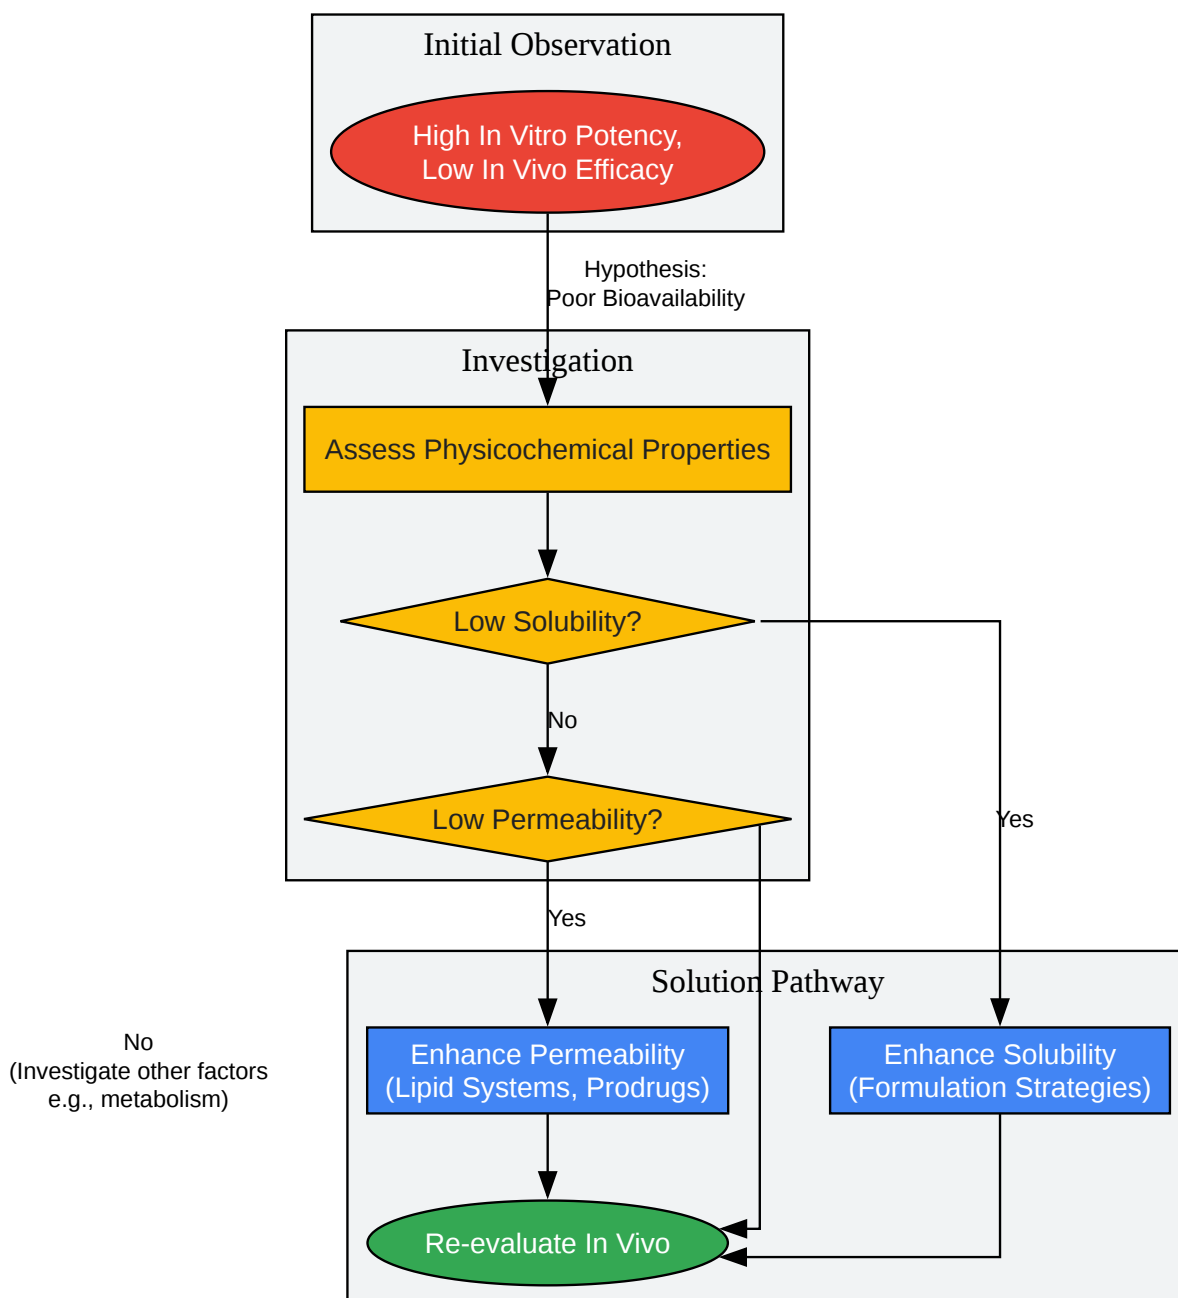 Initial Observation
High In Vitro Potency,
Low In Vivo Efficacy
Hypothesis:
Poor Bioavailability
Investigation
Assess Physicochemical Properties
Low Solubility?
No
Low Permeability?
Yes
Yes
Solution Pathway
No
(Investigate other factors
e.g., metabolism)
Enhance Permeability
(Lipid Systems, Prodrugs)
Enhance Solubility
(Formulation Strategies)
Re-evaluate In Vivo